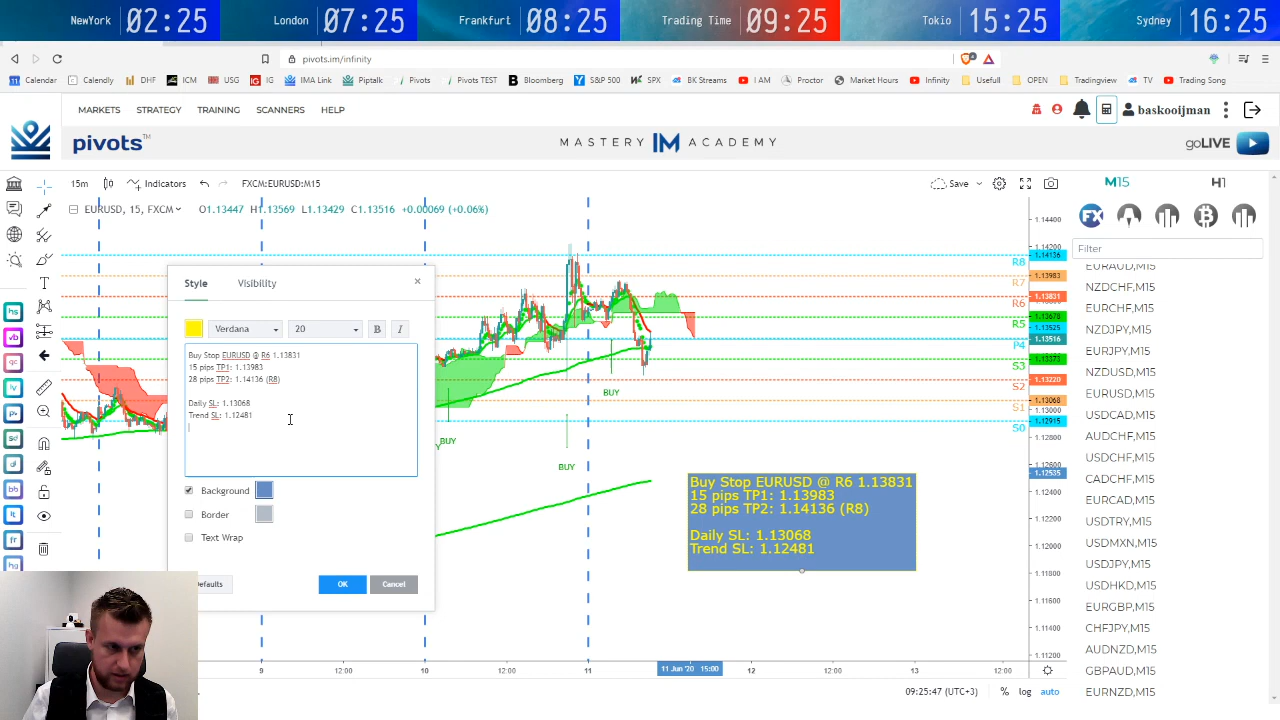 NewYork 02:25 London 07:25 Frankfurt 08:25 Trading Time 09:25 Tokio 15:25 Sydney 16:25
pivots.im/infinity
Calendar Calendly DHF ICM USG IG IMA Link Piptalk Pivots Pivots TEST Bloomberg S&P 500 SPX BK Streams I AM Proctor Market Hours Infinity Usefull OPEN Tradingview TV Trading Song
MARKETS STRATEGY TRAINING SCANNERS HELP baskooijman
pivots™ MASTERY IM ACADEMY goLIVE
15m Indicators FXCM:EURUSD:M15 Save M15 H1
EURUSD, 15, FXCM O1.13447 H1.13569 L1.13429 C1.13516 +0.00069 (+0.06%)
FX
Filter
1.14400
1.14200
R8 1.14136
R7 1.13983
R6 1.13831
R5 1.13678
1.13525
P4 1.13516
S3 1.13373
S2 1.13220
S1 1.13068
1.13000
S0 1.12915
1.12800
1.12600
1.12535
1.12400
1.12200
1.12000
1.11800
1.11600
1.11400
1.11200
BUY
BUY
BUY
Style Visibility
Verdana 20 B I
Buy Stop EURUSD @ R6 1.13831
15 pips TP1: 1.13983
28 pips TP2: 1.14136 (R8)
Daily SL: 1.13068
Trend SL: 1.12481
Background
Border
Text Wrap
Defaults OK Cancel
Buy Stop EURUSD @ R6 1.13831
15 pips TP1: 1.13983
28 pips TP2: 1.14136 (R8)
Daily SL: 1.13068
Trend SL: 1.12481
EURAUD,M15
NZDCHF,M15
EURCHF,M15
NZDJPY,M15
EURJPY,M15
NZDUSD,M15
EURUSD,M15
USDCAD,M15
AUDCHF,M15
USDCHF,M15
CADCHF,M15
EURCAD,M15
USDTRY,M15
USDMXN,M15
USDJPY,M15
USDHKD,M15
EURGBP,M15
CHFJPY,M15
AUDNZD,M15
GBPAUD,M15
EURNZD,M15
hs
vb
qc
iv
p+
sd
dl
bb
lt
fr
hg
9 12:00 10 12:00 11 11 Jun '20 15:00 12 12:00 13 12:00
09:25:47 (UTC+3) % log auto